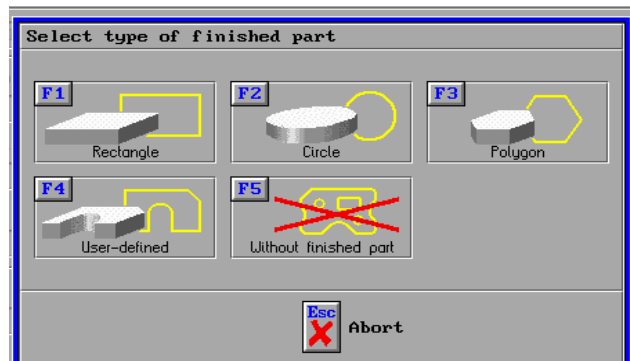 Select type of finished part
F1
Rectangle
F2
Circle
F3
Polygon
F4
User-defined
F5
Without finished part
Esc
Abort